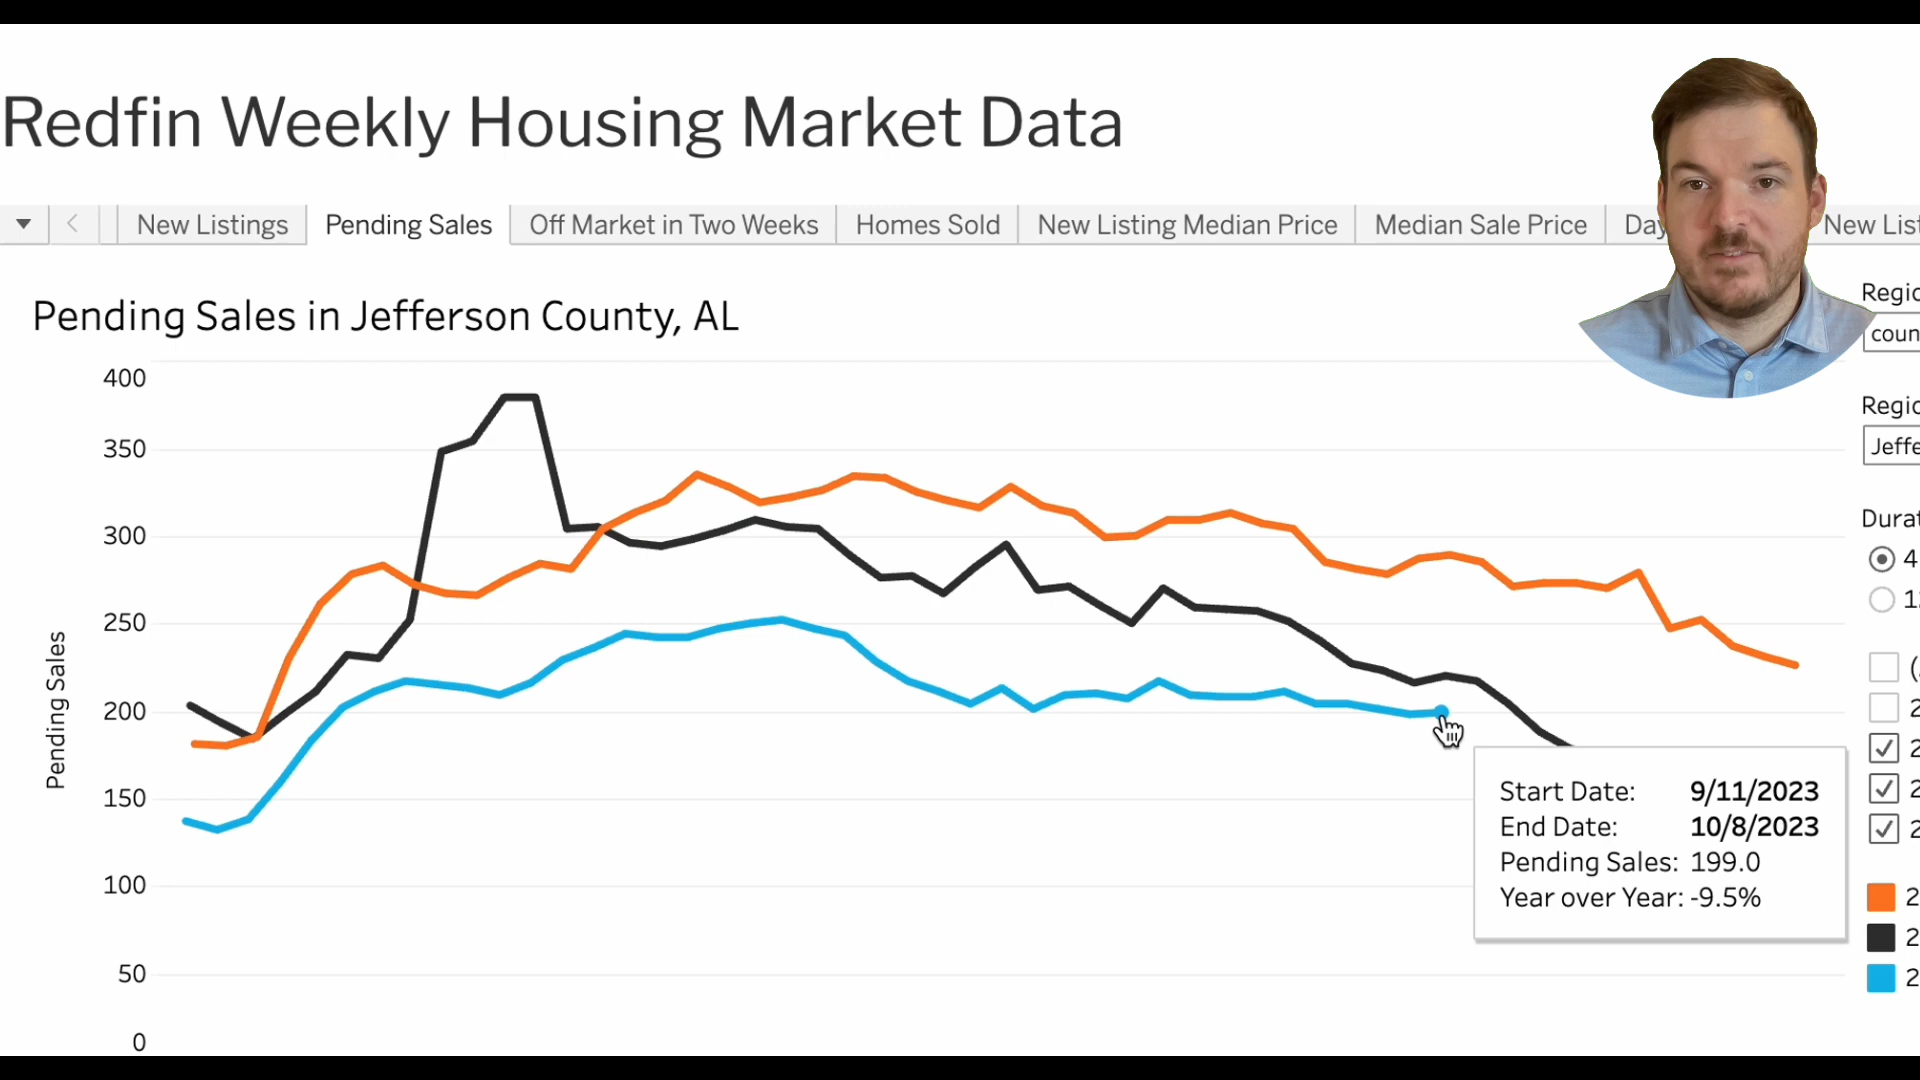 Redfin Weekly Housing Market Data
New Listings
Pending Sales
Off Market in Two Weeks
Homes Sold
New Listing Median Price
Median Sale Price
New
Pending Sales in Jefferson County, AL
400
350
300
250
200
150
100
50
0
Pending Sales
Start Date: 9/11/2023
End Date: 10/8/2023
Pending Sales: 199.0
Year over Year: -9.5%